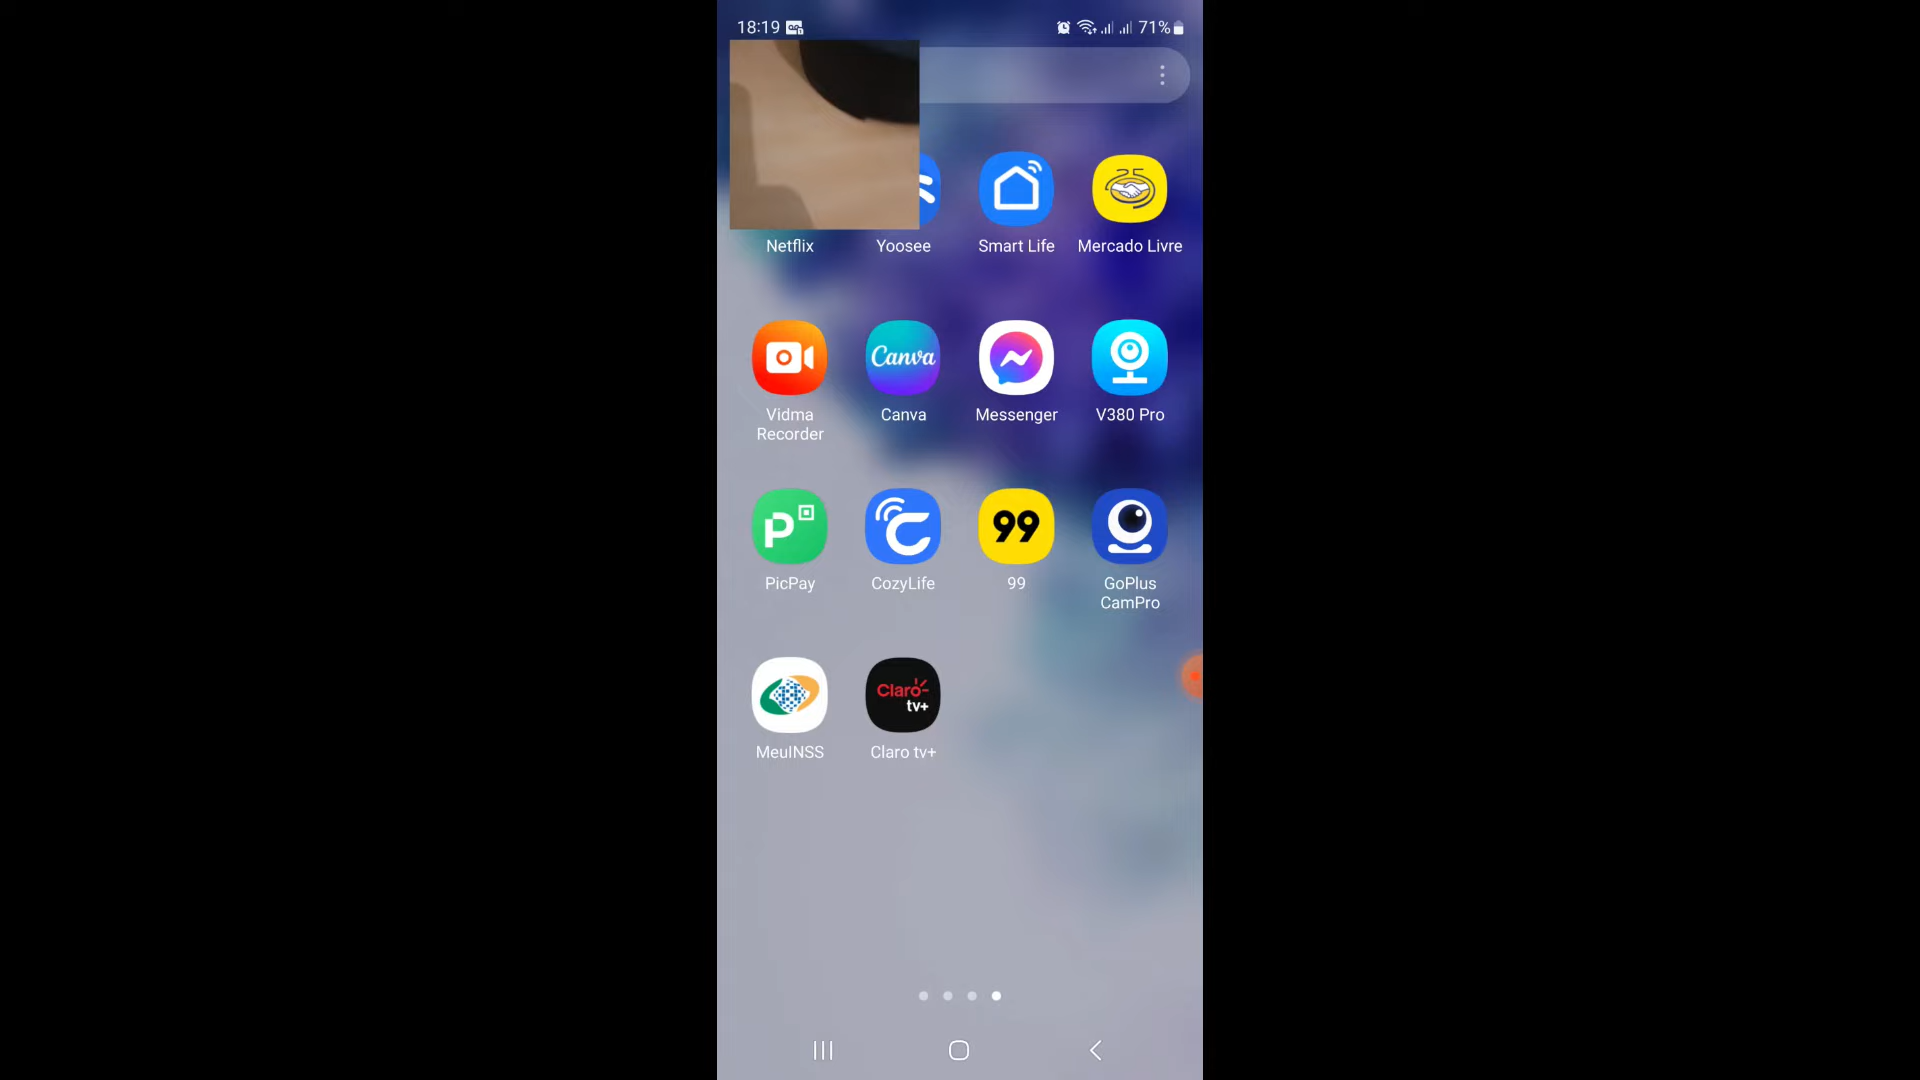 18:19 71%
Netflix Yoosee Smart Life Mercado Livre
Canva
Vidma Recorder Canva Messenger V380 Pro
P 99
PicPay CozyLife 99 GoPlus CamPro
Claro tv+
MeuINSS Claro tv+